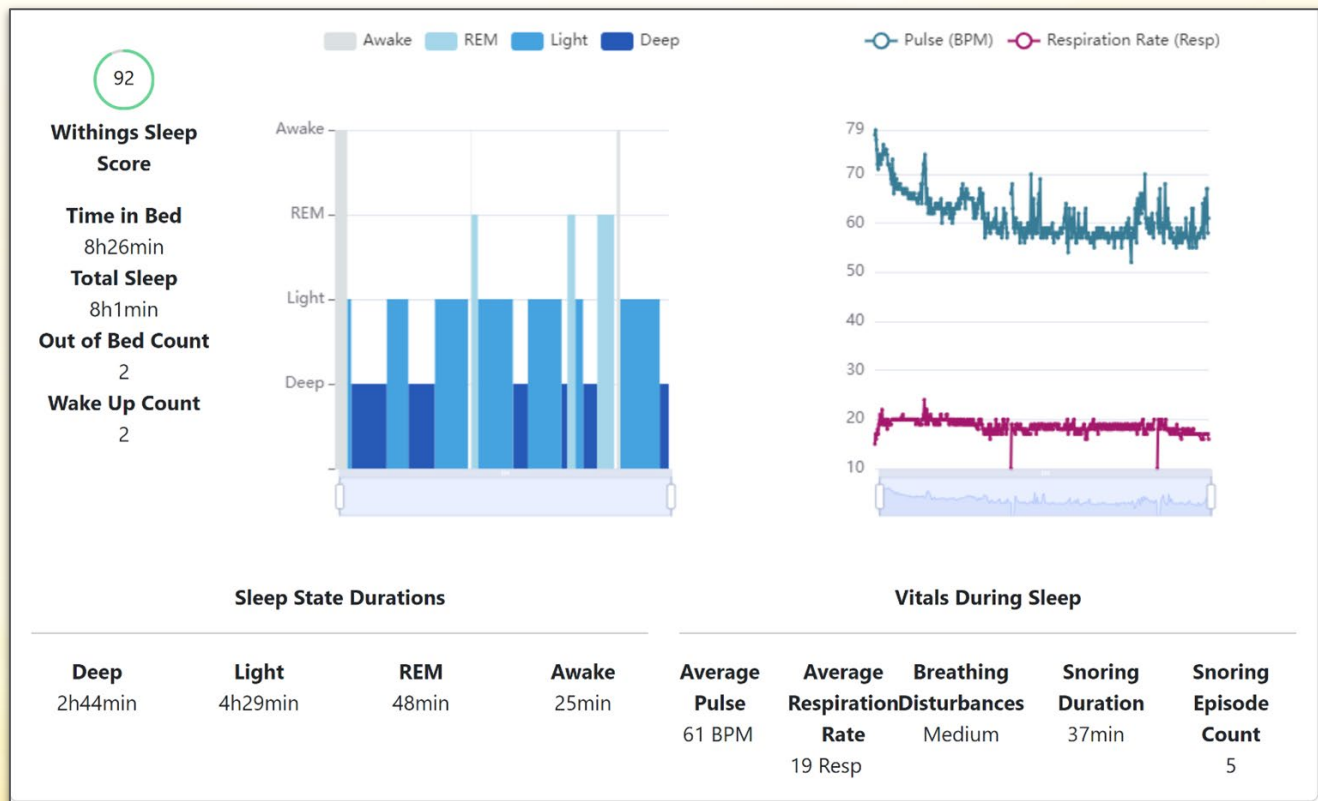 92
Withings Sleep
Score
Time in Bed
8h26min
Total Sleep
8h1min
Out of Bed Count
2
Wake Up Count
2
Awake REM Light Deep
Awake
REM
Light
Deep
Pulse (BPM) Respiration Rate (Resp)
79
70
60
50
40
30
20
10
Sleep State Durations
Deep Light REM Awake
2h44min 4h29min 48min 25min
Vitals During Sleep
Average
Pulse
61 BPM
Average
Respiration
Rate
19 Resp
Breathing
Disturbances
Medium
Snoring
Duration
37min
Snoring
Episode
Count
5